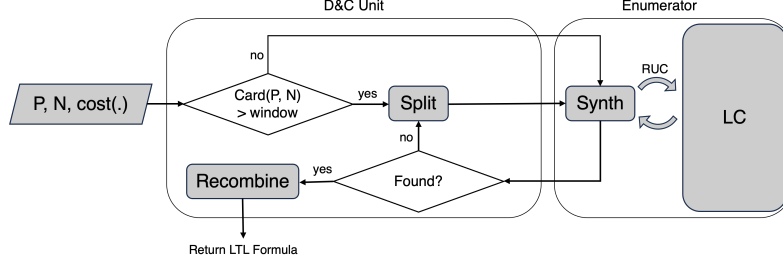 D&C Unit
Enumerator
no
RUC
P, N, cost(.)
Card(P, N)
> window
yes
Split
Synth
LC
no
Recombine
yes
Found?
Return LTL Formula